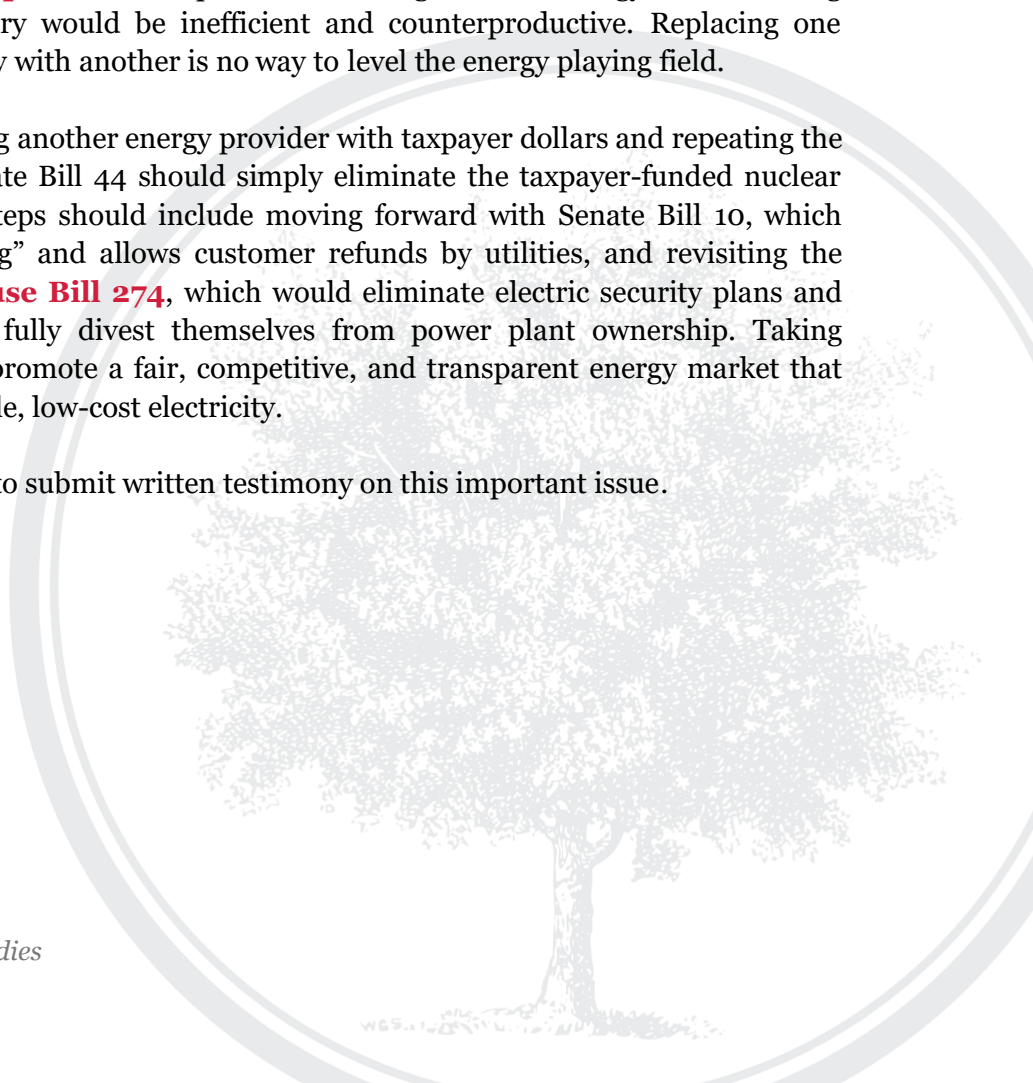 ry would be inefficient and counterproductive. Replacing one
y with another is no way to level the energy playing field.
g another energy provider with taxpayer dollars and repeating the
te Bill 44 should simply eliminate the taxpayer-funded nuclear
teps should include moving forward with Senate Bill 10, which
g” and allows customer refunds by utilities, and revisiting the
use Bill 274, which would eliminate electric security plans and
fully divest themselves from power plant ownership. Taking
promote a fair, competitive, and transparent energy market that
le, low-cost electricity.
to submit written testimony on this important issue.
dies